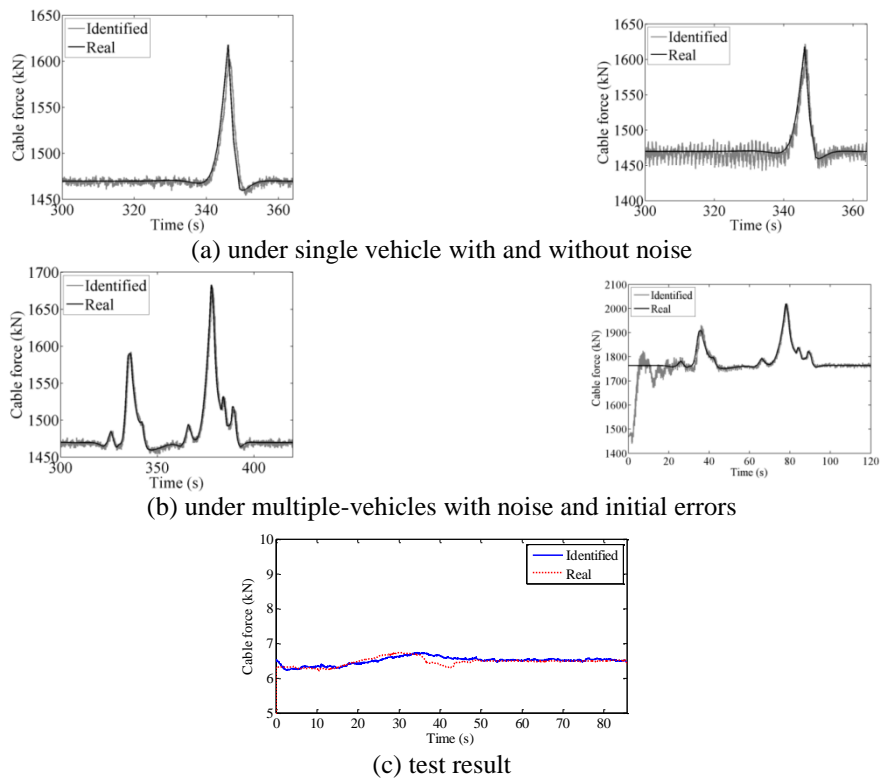 1650
1600
1550
1500
1450
300
320
340
360
Cable force (kN)
Time (s)
Identified
Real
1650
1600
1550
1500
1450
1400
300
320
340
360
Cable force (kN)
Time (s)
Identified
Real
(a) under single vehicle with and without noise
1700
1650
1600
1550
1500
1450
300
350
400
Cable force (kN)
Time (s)
Identified
Real
2100
2000
1900
1800
1700
1600
1500
1400
0
20
40
60
80
100
120
Cable force (kN)
Time (s)
Identified
Real
(b) under multiple-vehicles with noise and initial errors
10
9
8
7
6
5
0
10
20
30
40
50
60
70
80
Cable force (kN)
Time (s)
Identified
Real
(c) test result